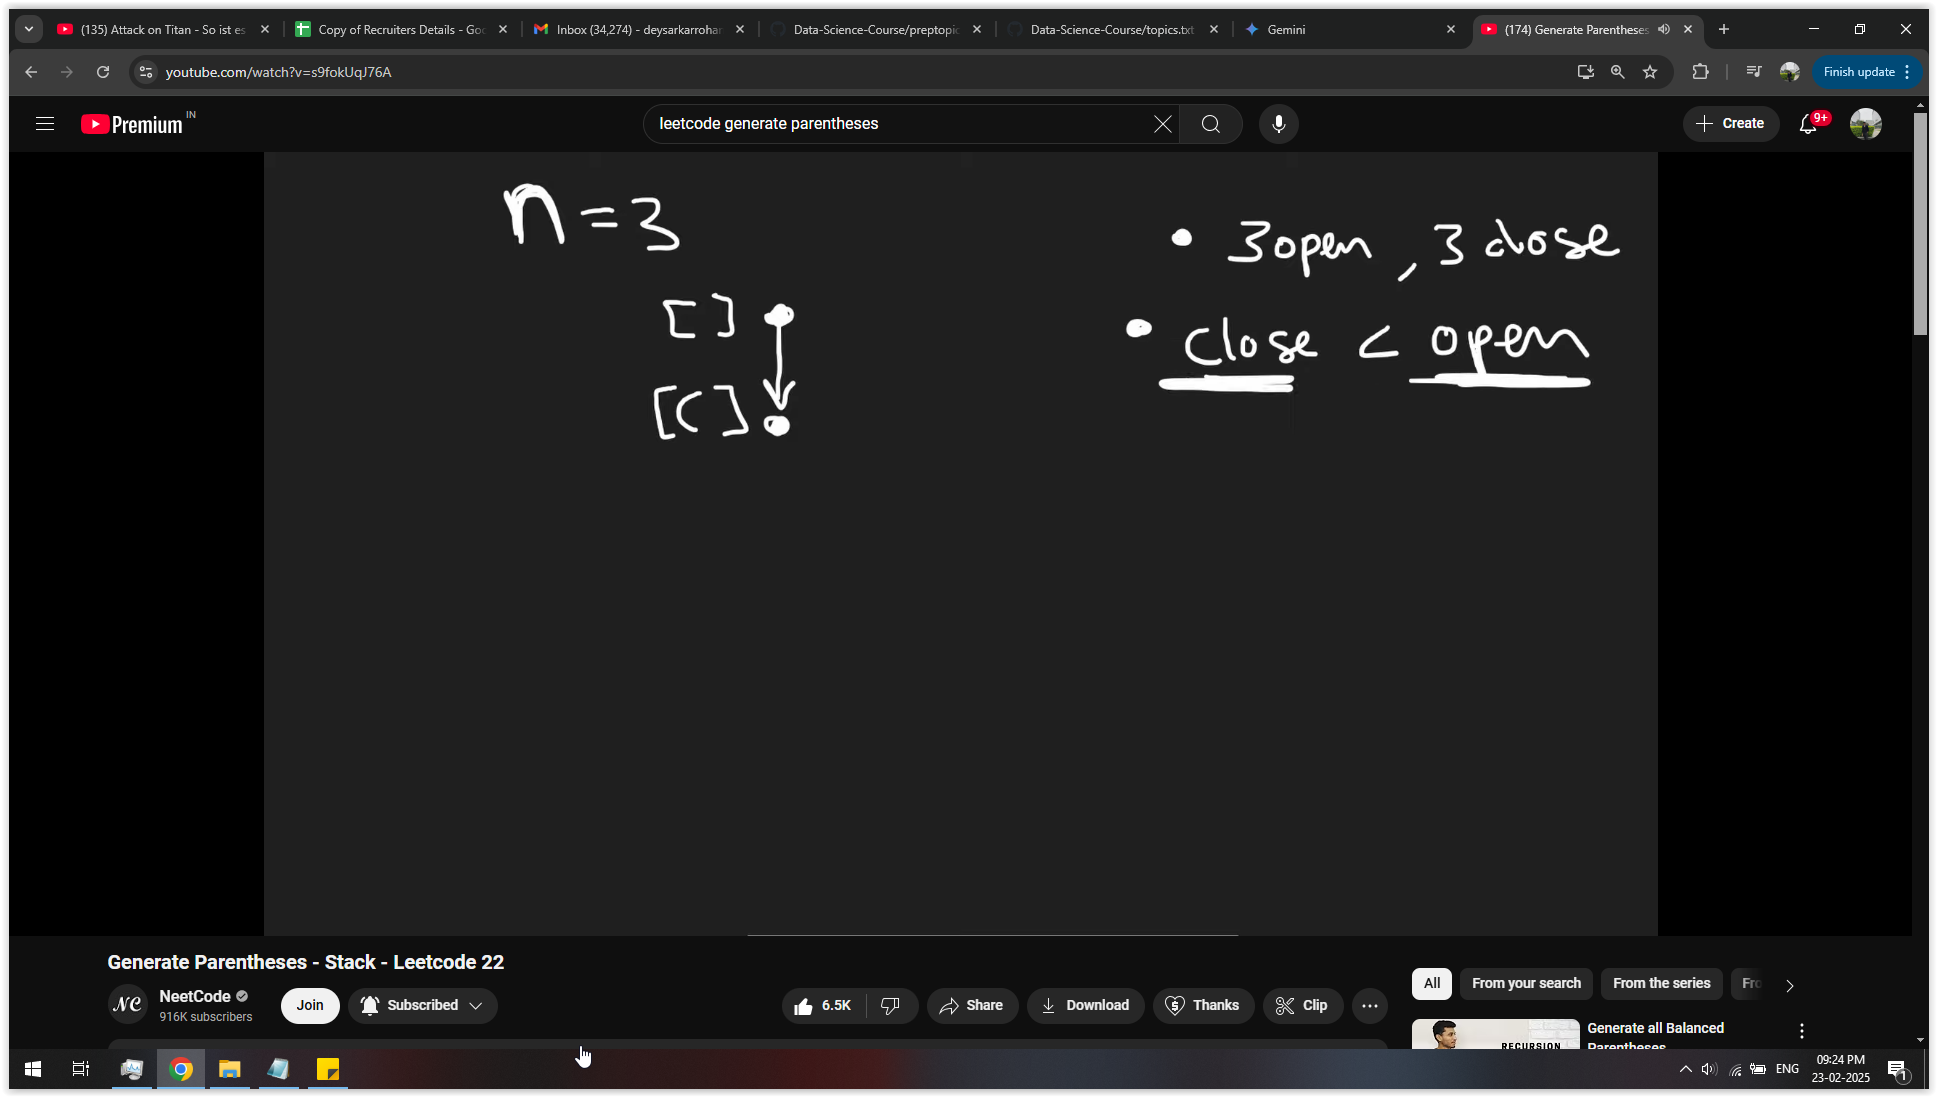 (135) Attack on Titan - So ist es
Copy of Recruiters Details - Goo
Inbox (34,274) - deysarkarrohan
Data-Science-Course/preptopic
Data-Science-Course/topics.txt
Gemini
(174) Generate Parentheses
youtube.com/watch?v=s9fokUqJ76A
Finish update
Premium IN
leetcode generate parentheses
Create
9+
n = 3
3 open, 3 close
[ ]
close < open
[ ( ]
Generate Parentheses - Stack - Leetcode 22
NC
NeetCode
916K subscribers
Join
Subscribed
6.5K
Share
Download
Thanks
Clip
All
From your search
From the series
Fro
Generate all Balanced
Parentheses
RECURSION
ENG
09:24 PM
23-02-2025
1